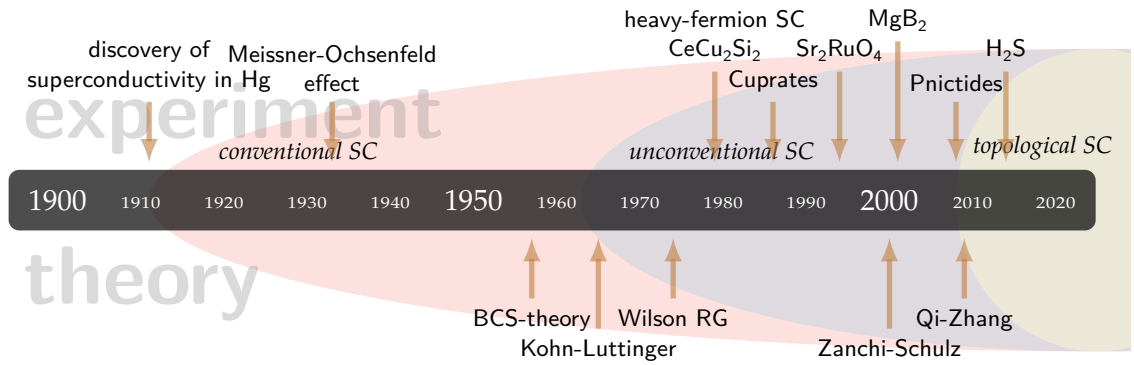 heavy-fermion SC
MgB₂
discovery of
superconductivity in Hg
Meissner-Ochsenfeld
effect
CeCu₂Si₂
Sr₂RuO₄
H₂S
Cuprates
Pnictides
experiment
conventional SC
unconventional SC
topological SC
1900 1910 1920 1930 1940 1950 1960 1970 1980 1990 2000 2010 2020
theory
BCS-theory
Wilson RG
Qi-Zhang
Kohn-Luttinger
Zanchi-Schulz